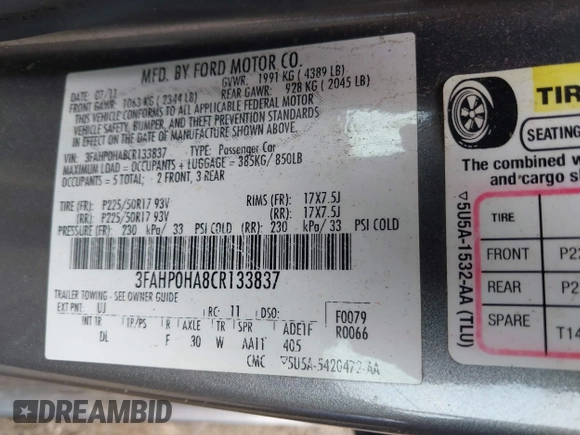 MFD. BY FORD MOTOR CO.
DATE: 07/11 GVWR: 1991 KG ( 4389 LB)
FRONT GAWR: 1063 KG ( 2344 LB) REAR GAWR: 928 KG ( 2045 LB)
THIS VEHICLE CONFORMS TO ALL APPLICABLE FEDERAL MOTOR
VEHICLE SAFETY, BUMPER, AND THEFT PREVENTION STANDARDS
IN EFFECT ON THE DATE OF MANUFACTURE SHOWN ABOVE.
VIN: 3FAHP0HA8CR133837 TYPE: Passenger Car
MAXIMUM LOAD = OCCUPANTS + LUGGAGE = 385KG/ 850LB
OCCUPANTS = 5 TOTAL; - 2 FRONT, 3 REAR
TIRE (FR): P225/50R17 93V RIMS (FR): 17X7.5J
(RR): P225/50R17 93V (RR): 17X7.5J
PRESSURE (FR): 230 kPa/ 33 PSI COLD (RR): 230 kPa/ 33 PSI COLD
3FAHP0HA8CR133837
TRAILER TOWING - SEE OWNER GUIDE
EXT PNT: UJ RC: 11 DSO: F0079
INT TR TP/PS R AXLE TR SPR ADE1F R0066
DL F 30 W AA11 405
CMC ▽5U5A-5420472-AA
TIR
SEATING
The combined w
and cargo sh
TIRE
FRONT P22
REAR P2
SPARE T14
▽5U5A-1532-AA (TLU)
DREAMBID